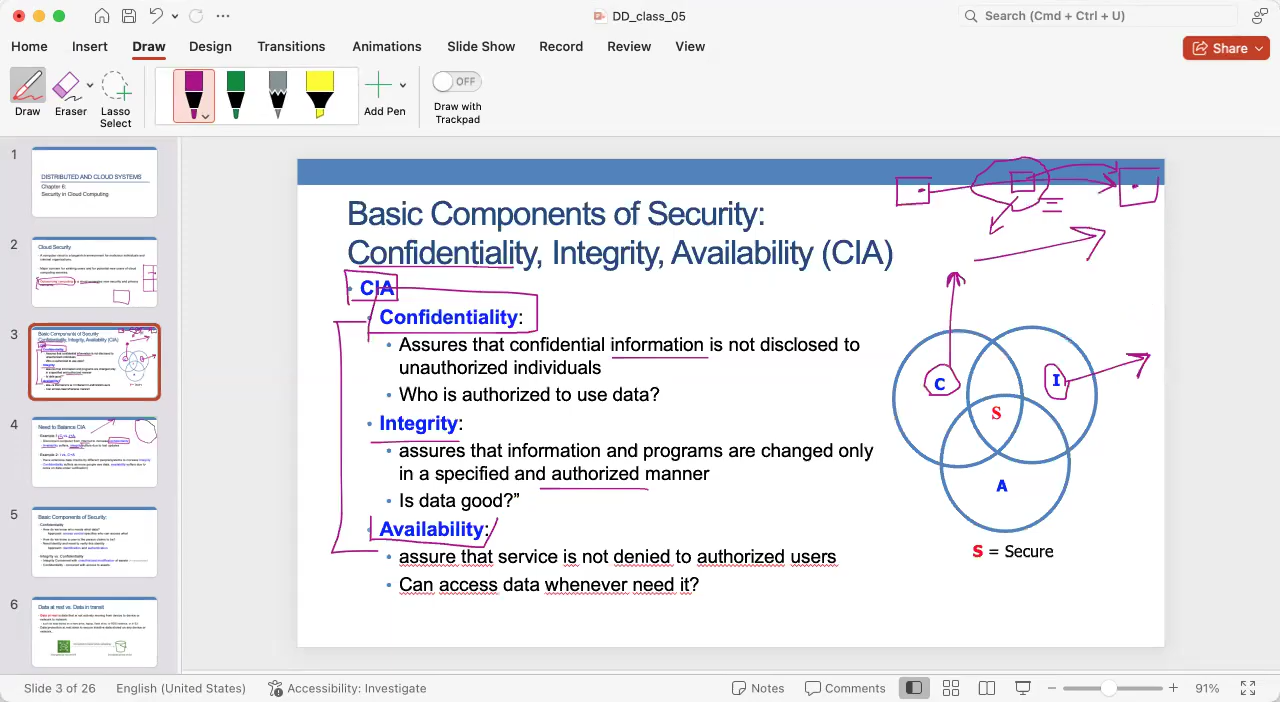 DD_class_05
Search (Cmd + Ctrl + U)
Home Insert Draw Design Transitions Animations Slide Show Record Review View
Share
OFF
Draw Eraser Lasso Select Add Pen Draw with Trackpad
1
DISTRIBUTED AND CLOUD SYSTEMS
Chapter 6:
Security in Cloud Computing
2
Cloud Security
3
Basic Components of Security:
Confidentiality, Integrity, Availability (CIA)
4
Need to Balance CIA
5
Basic Components of Security:
6
Data at rest vs. Data in transit
Basic Components of Security:
Confidentiality, Integrity, Availability (CIA)
• CIA
• Confidentiality:
• Assures that confidential information is not disclosed to
unauthorized individuals
• Who is authorized to use data?
• Integrity:
• assures that information and programs are changed only
in a specified and authorized manner
• Is data good?”
• Availability:
• assure that service is not denied to authorized users
• Can access data whenever need it?
C
I
S
A
S = Secure
Slide 3 of 26 English (United States) Accessibility: Investigate Notes Comments 91%